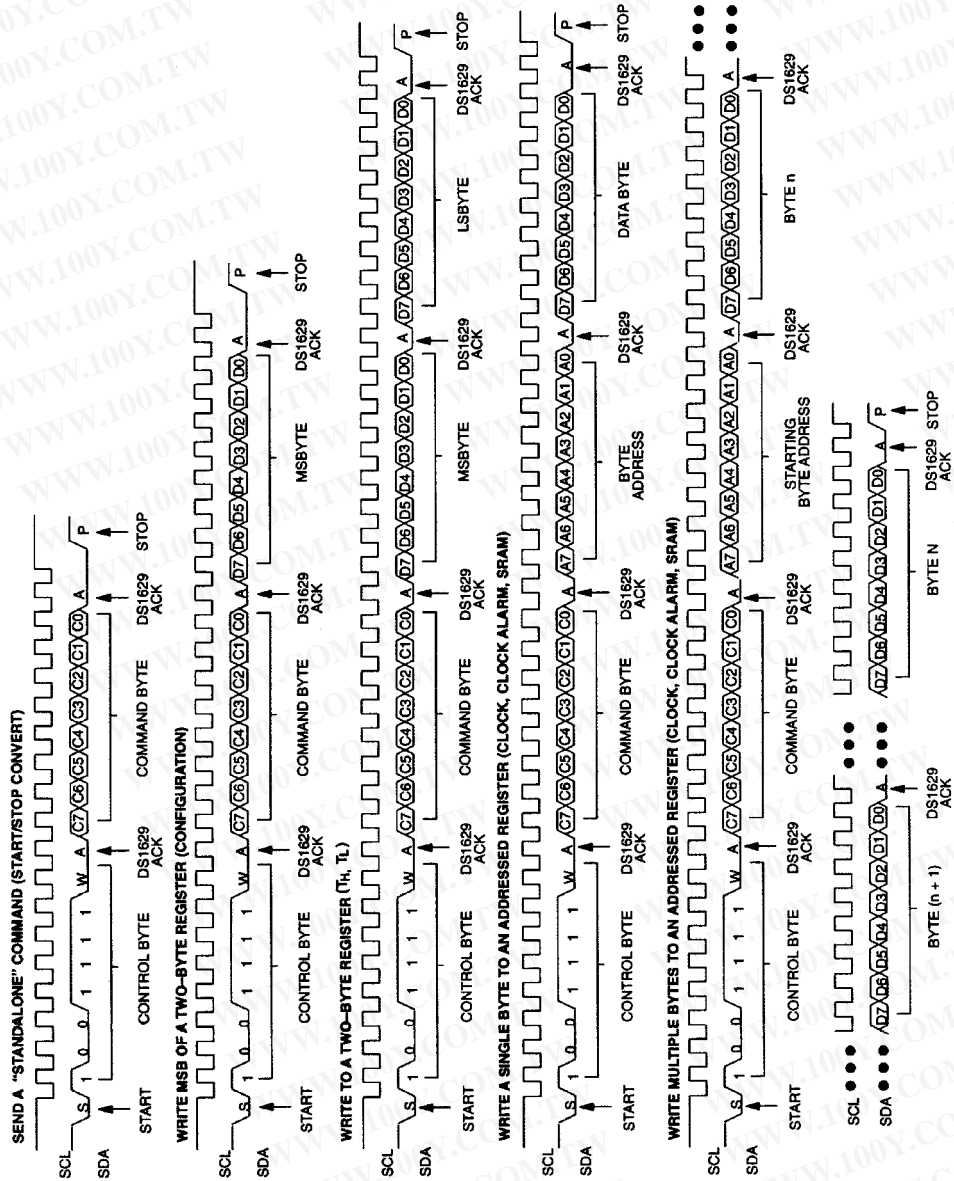 SEND A "STANDALONE" COMMAND (START/STOP CONVERT)
SCL
SDA S 1 0 0 1 1 1 1 W A C7 C6 C5 C4 C3 C2 C1 C0 A P
START CONTROL BYTE DS1629 ACK COMMAND BYTE DS1629 ACK STOP
WRITE MSB OF A TWO–BYTE REGISTER (CONFIGURATION)
SCL
SDA S 1 0 0 1 1 1 1 W A C7 C6 C5 C4 C3 C2 C1 C0 A D7 D6 D5 D4 D3 D2 D1 D0 A P
START CONTROL BYTE DS1629 ACK COMMAND BYTE DS1629 ACK MSBYTE DS1629 ACK STOP
WRITE TO A TWO–BYTE REGISTER (TH, TL)
SCL
SDA S 1 0 0 1 1 1 1 W A C7 C6 C5 C4 C3 C2 C1 C0 A D7 D6 D5 D4 D3 D2 D1 D0 A D7 D6 D5 D4 D3 D2 D1 D0 A P
START CONTROL BYTE DS1629 ACK COMMAND BYTE DS1629 ACK MSBYTE DS1629 ACK LSBYTE DS1629 ACK STOP
WRITE A SINGLE BYTE TO AN ADDRESSED REGISTER (CLOCK, CLOCK ALARM, SRAM)
SCL
SDA S 1 0 0 1 1 1 1 W A C7 C6 C5 C4 C3 C2 C1 C0 A A7 A6 A5 A4 A3 A2 A1 A0 A D7 D6 D5 D4 D3 D2 D1 D0 A P
START CONTROL BYTE DS1629 ACK COMMAND BYTE DS1629 ACK BYTE ADDRESS DS1629 ACK DATA BYTE DS1629 ACK STOP
WRITE MULTIPLE BYTES TO AN ADDRESSED REGISTER (CLOCK, CLOCK ALARM, SRAM)
SCL •••
SDA S 1 0 0 1 1 1 1 W A C7 C6 C5 C4 C3 C2 C1 C0 A A7 A6 A5 A4 A3 A2 A1 A0 A D7 D6 D5 D4 D3 D2 D1 D0 A •••
START CONTROL BYTE DS1629 ACK COMMAND BYTE DS1629 ACK STARTING BYTE ADDRESS DS1629 ACK BYTE n DS1629 ACK
SCL ••• •••
SDA ••• D7 D6 D5 D4 D3 D2 D1 D0 A ••• D7 D6 D5 D4 D3 D2 D1 D0 A P
BYTE (n + 1) DS1629 ACK BYTE N DS1629 ACK STOP
WWW.100Y.COM.TW